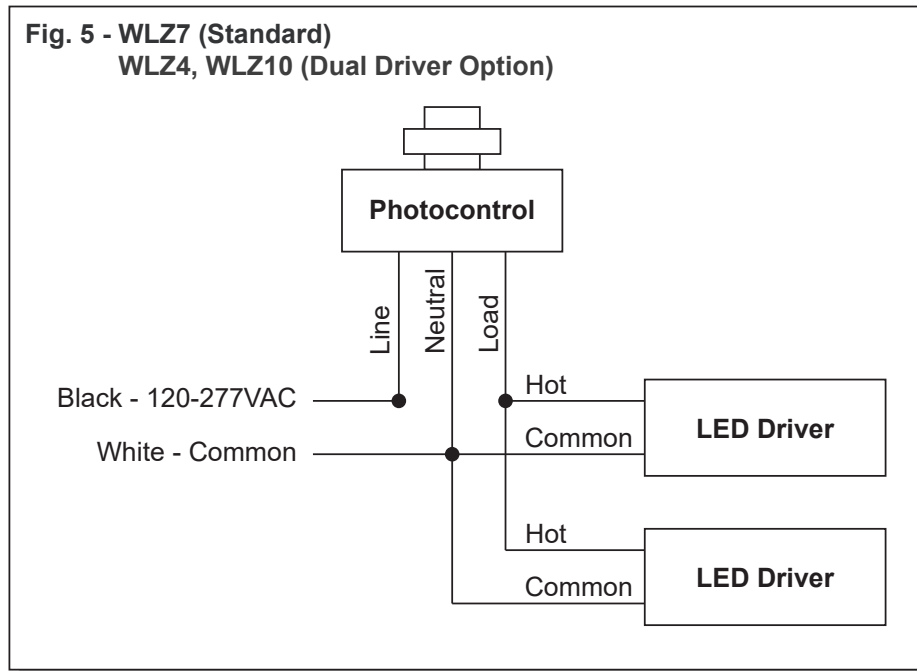 Fig. 5 - WLZ7 (Standard)
WLZ4, WLZ10 (Dual Driver Option)
Photocontrol
Line
Neutral
Load
Black - 120-277VAC
Hot
LED Driver
White - Common
Common
Hot
LED Driver
Common